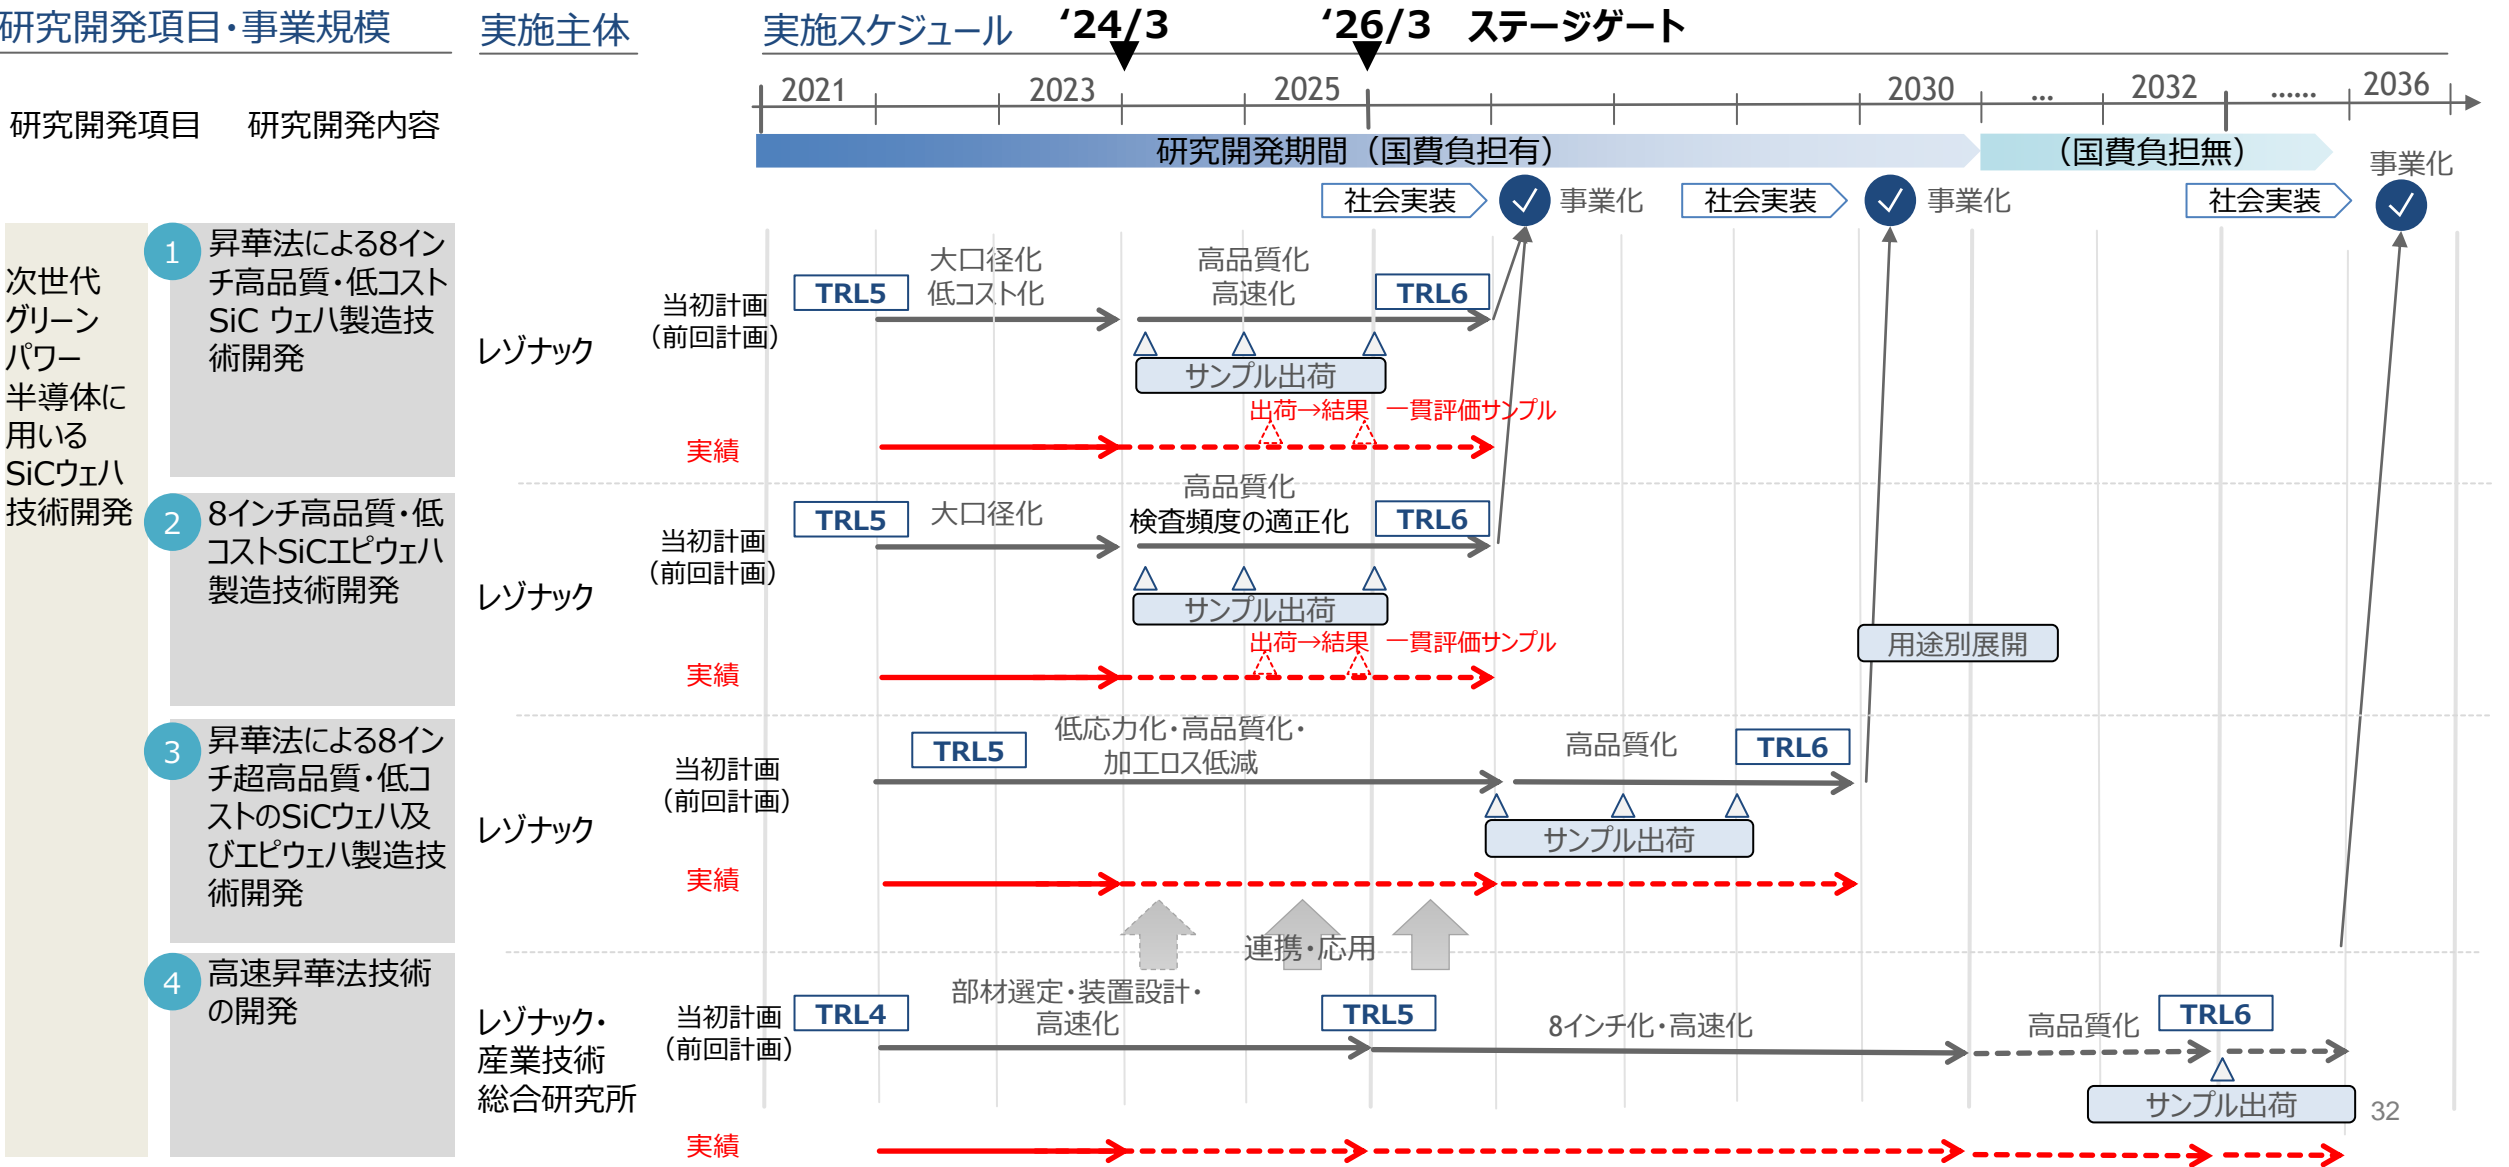 研究開発項目・事業規模
実施主体
実施スケジュール
‘24/3
‘26/3 ステージゲート
2021
2023
2025
2030
...
2032
......
2036
研究開発項目
研究開発内容
研究開発期間（国費負担有）
（国費負担無）
社会実装
事業化
社会実装
事業化
社会実装
事業化
次世代
グリーン
パワー
半導体に
用いる
SiCウェハ
技術開発
1
昇華法による8イン
チ高品質・低コスト
SiC ウェハ製造技
術開発
レゾナック
当初計画
（前回計画）
TRL5
大口径化
低コスト化
高品質化
高速化
TRL6
サンプル出荷
出荷→結果 一貫評価サンプル
実績
2
8インチ高品質・低
コストSiCエピウェハ
製造技術開発
レゾナック
当初計画
（前回計画）
TRL5
大口径化
高品質化
検査頻度の適正化
TRL6
サンプル出荷
出荷→結果 一貫評価サンプル
用途別展開
実績
3
昇華法による8イン
チ超高品質・低コ
ストのSiCウェハ及
びエピウェハ製造技
術開発
レゾナック
当初計画
（前回計画）
TRL5
低応力化・高品質化・
加工ロス低減
高品質化
TRL6
サンプル出荷
実績
連携・応用
4
高速昇華法技術
の開発
レゾナック・
産業技術
総合研究所
当初計画
（前回計画）
TRL4
部材選定・装置設計・
高速化
TRL5
8インチ化・高速化
高品質化
TRL6
サンプル出荷
実績
32